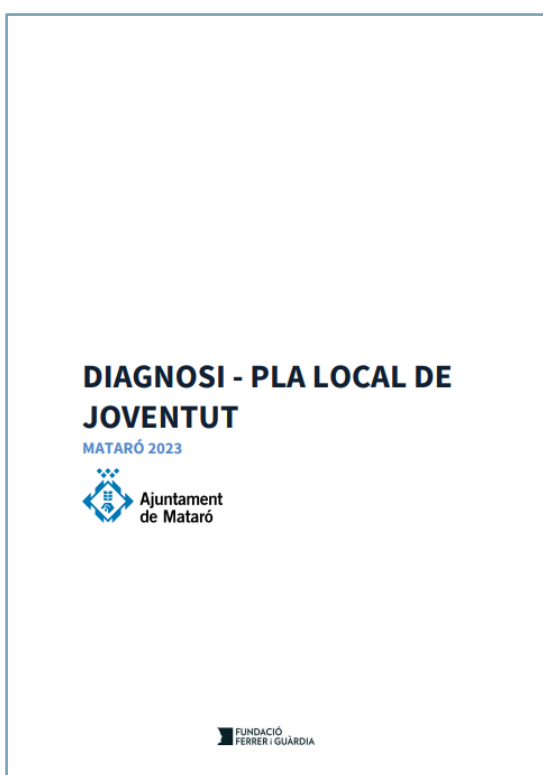 DIAGNOSI - PLA LOCAL DE
JOVENTUT
MATARÓ 2023
Ajuntament
de Mataró
FUNDACIÓ
FERRER i GUÀRDIA